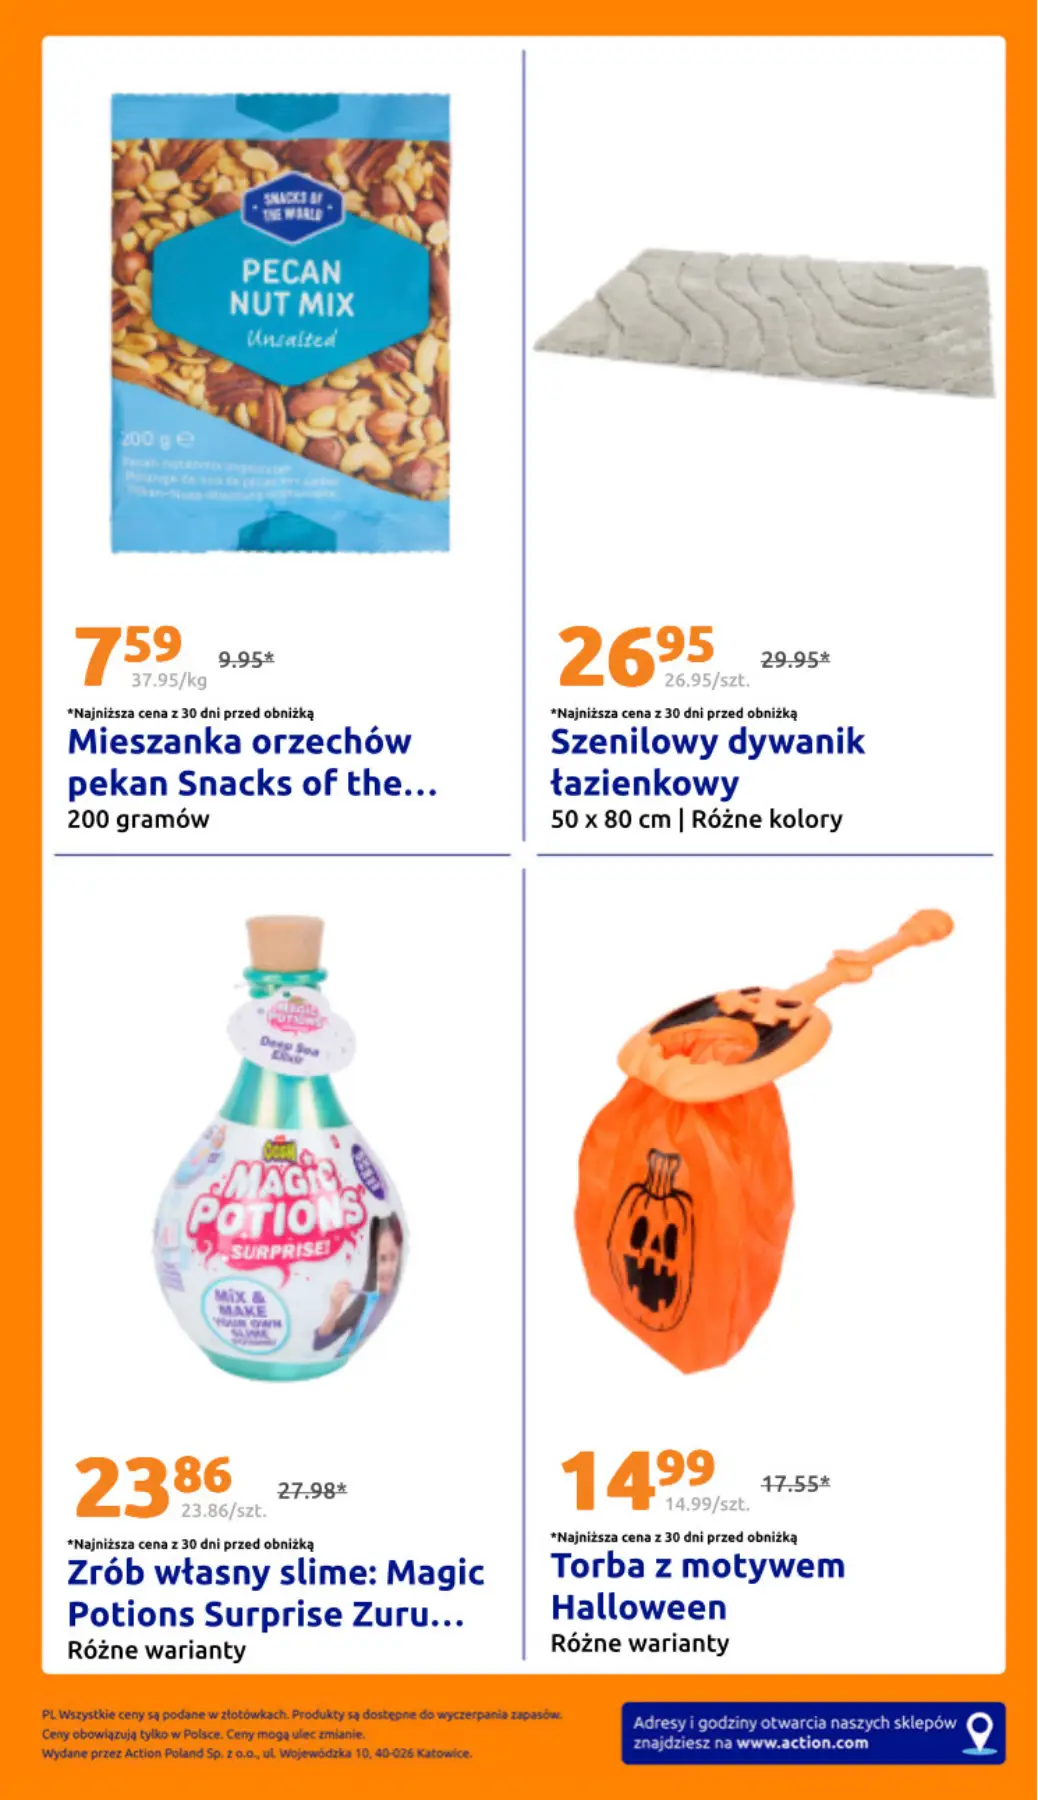 SNACKS OF
THE WORLD
PECAN
NUT MIX
Unsalted
200 g e
7 59
9.95*
37.95/kg
*Najniższa cena z 30 dni przed obniżką
Mieszanka orzechów
pekan Snacks of the...
200 gramów
26 95
29.95*
26.95/szt.
*Najniższa cena z 30 dni przed obniżką
Szenilowy dywanik
łazienkowy
50 x 80 cm | Różne kolory
MAGIC
POTIONS
Deep Sea
Elixir
MAGIC
POTIONS
SURPRISE!
MIX &
MAKE
YOUR OWN
SLIME
23 86
27.98*
23.86/szt.
*Najniższa cena z 30 dni przed obniżką
Zrób własny slime: Magic
Potions Surprise Zuru...
Różne warianty
14 99
17.55*
14.99/szt.
*Najniższa cena z 30 dni przed obniżką
Torba z motywem
Halloween
Różne warianty
PL Wszystkie ceny są podane w złotówkach. Produkty są dostępne do wyczerpania zapasów.
Ceny obowiązują tylko w Polsce. Ceny mogą ulec zmianie.
Wydane przez Action Poland Sp. z o.o., ul. Wojewódzka 10, 40-026 Katowice.
Adresy i godziny otwarcia naszych sklepów
znajdziesz na www.action.com